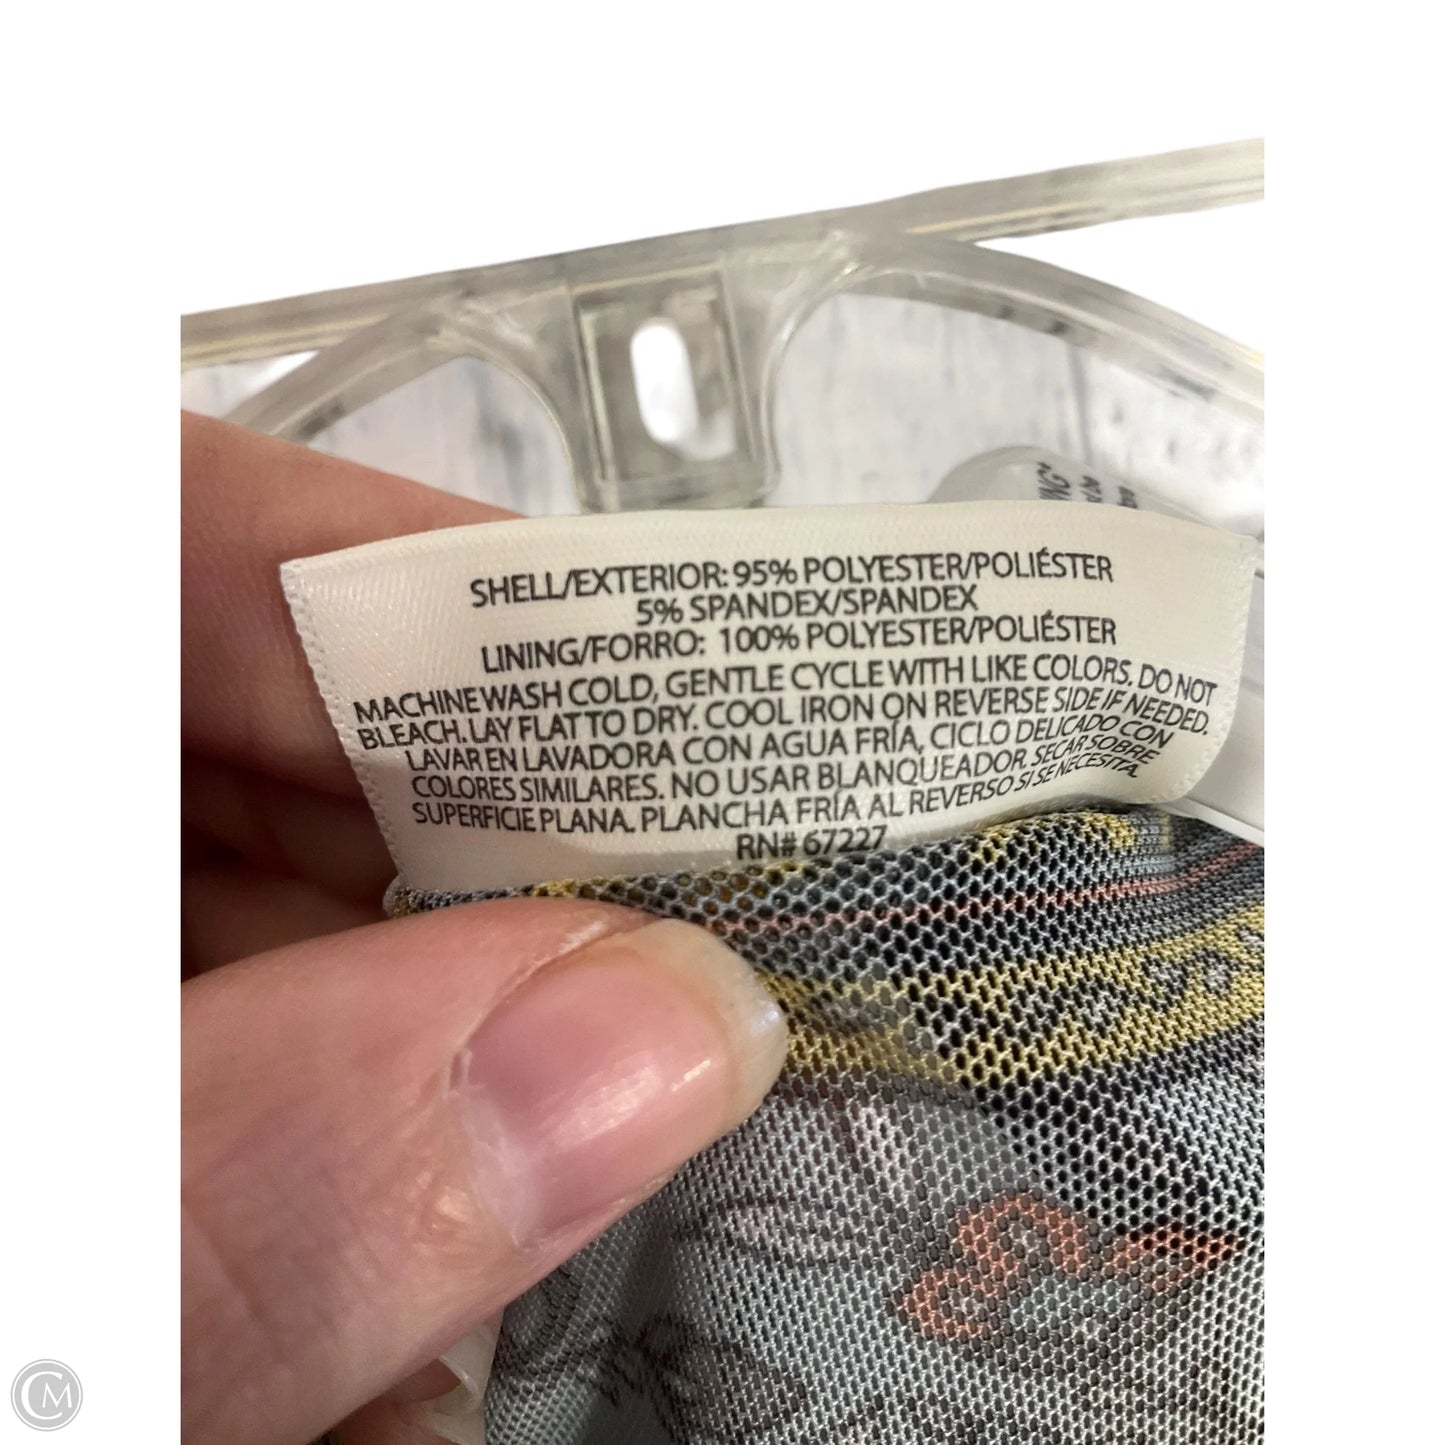 SHELL/EXTERIOR: 95% POLYESTER/POLIÉSTER
5% SPANDEX/SPANDEX
LINING/FORRO: 100% POLYESTER/POLIÉSTER
MACHINE WASH COLD, GENTLE CYCLE WITH LIKE COLORS. DO NOT
BLEACH. LAY FLAT TO DRY. COOL IRON ON REVERSE SIDE IF NEEDED.
LAVAR EN LAVADORA CON AGUA FRÍA, CICLO DELICADO CON
COLORES SIMILARES. NO USAR BLANQUEADOR. SECAR SOBRE
SUPERFICIE PLANA. PLANCHA FRÍA AL REVERSO SI SE NECESITA.
RN# 67227
CM